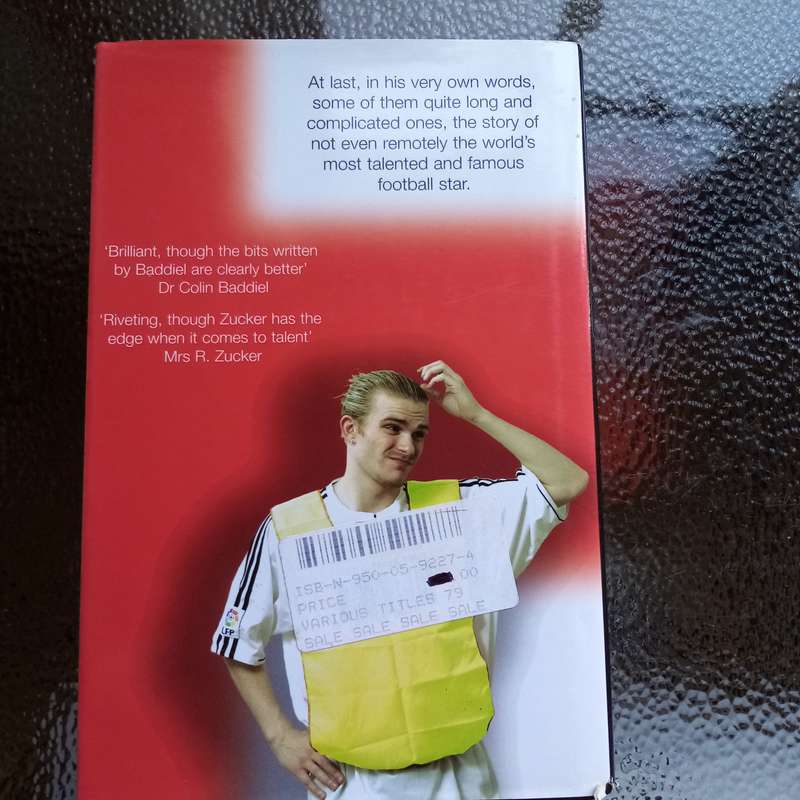 At last, in his very own words,
some of them quite long and
complicated ones, the story of
not even remotely the world's
most talented and famous
football star.
'Brilliant, though the bits written
by Baddiel are clearly better'
Dr Colin Baddiel
'Riveting, though Zucker has the
edge when it comes to talent'
Mrs R. Zucker
ISB-N-950-05-9227-4
PRICE 00
VARIOUS TITLES 79
SALE SALE SALE SALE
LFP